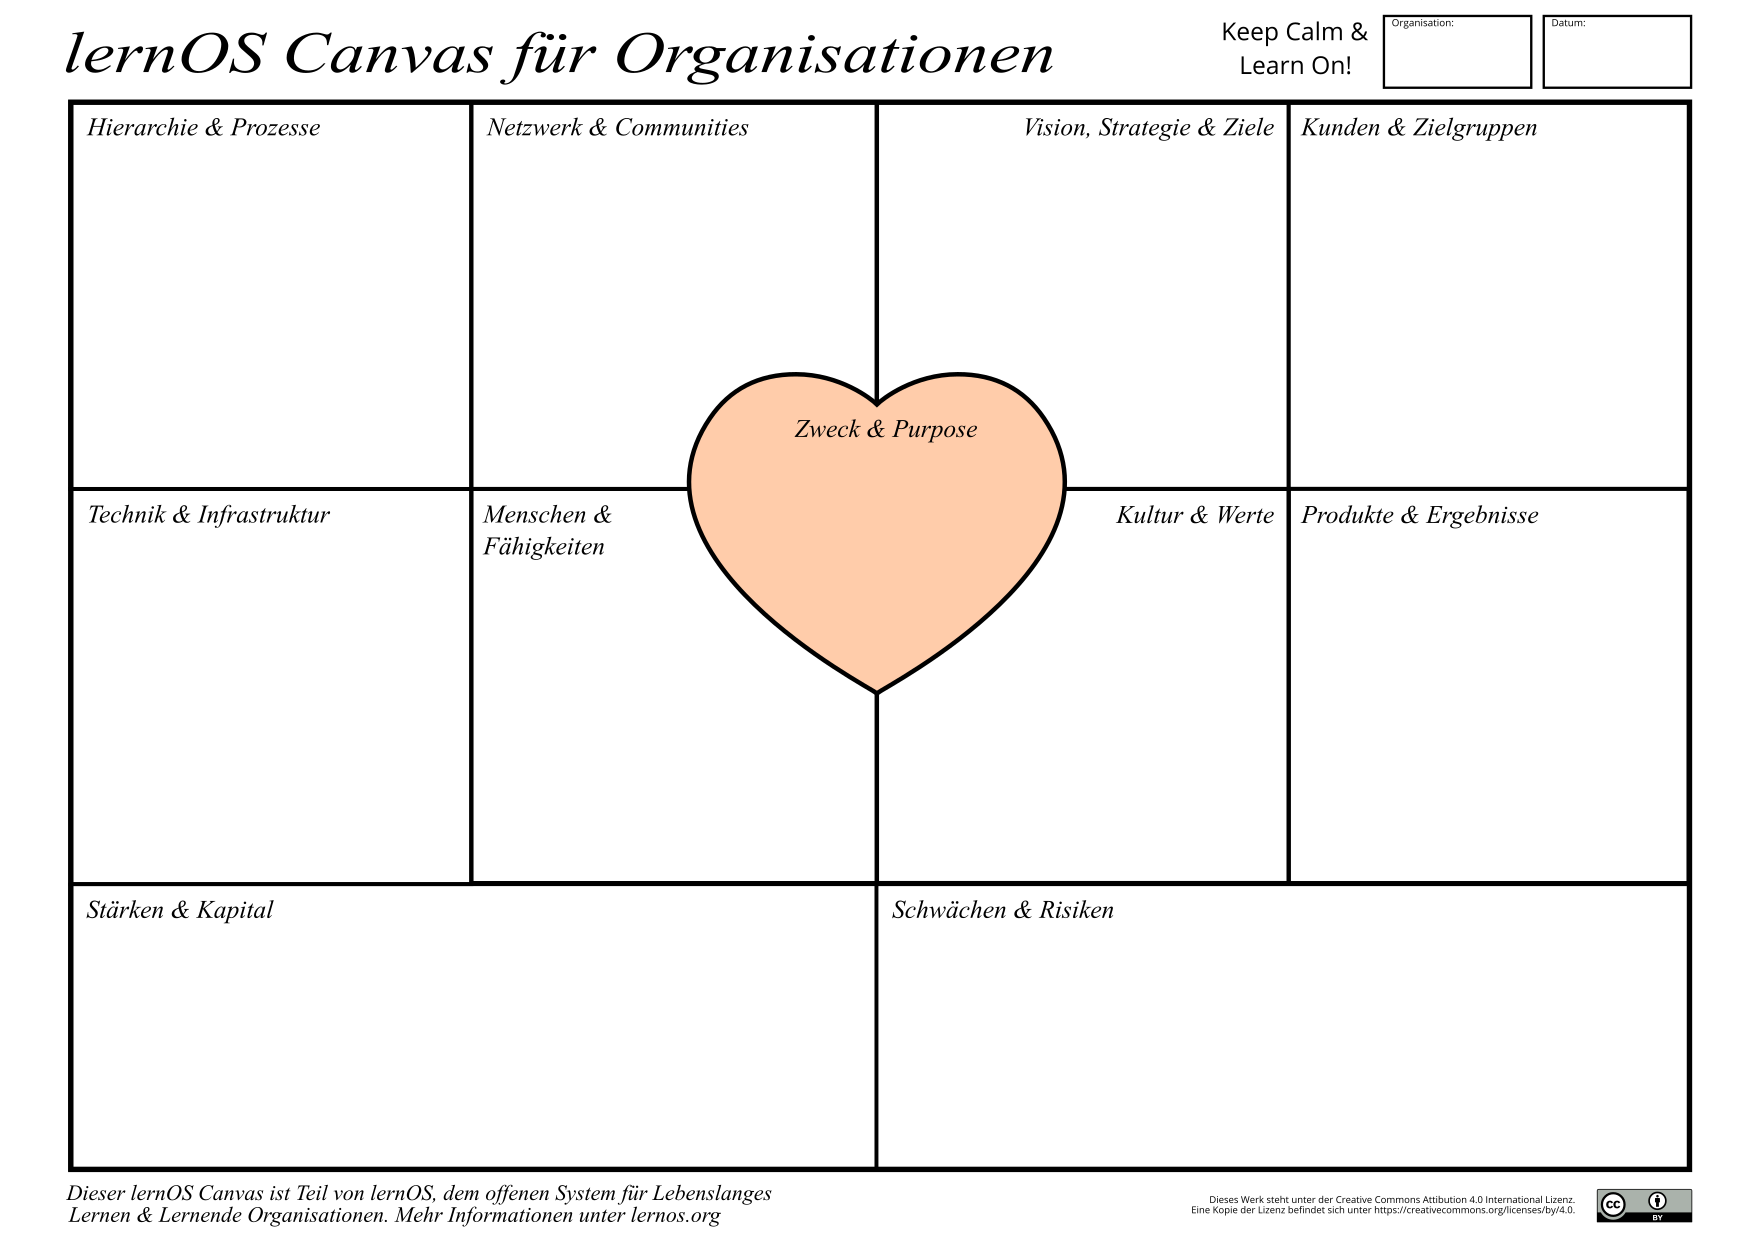 lernOS Canvas für Organisationen
Keep Calm &
Learn On!
Organisation:
Datum:
Hierarchie & Prozesse
Netzwerk & Communities
Vision, Strategie & Ziele
Kunden & Zielgruppen
Zweck & Purpose
Technik & Infrastruktur
Menschen &
Fähigkeiten
Kultur & Werte
Produkte & Ergebnisse
Stärken & Kapital
Schwächen & Risiken
Dieser lernOS Canvas ist Teil von lernOS, dem offenen System für Lebenslanges
Lernen & Lernende Organisationen. Mehr Informationen unter lernos.org
Dieses Werk steht unter der Creative Commons Attibution 4.0 International Lizenz.
Eine Kopie der Lizenz befindet sich unter https://creativecommons.org/licenses/by/4.0.
cc
BY